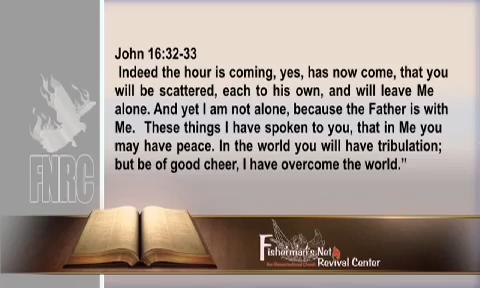 John 16:32-33
Indeed the hour is coming, yes, has now come, that you
will be scattered, each to his own, and will leave Me
alone. And yet I am not alone, because the Father is with
Me. These things I have spoken to you, that in Me you
may have peace. In the world you will have tribulation;
but be of good cheer, I have overcome the world.”
FNRC
Fisherman's Net
Revival Center